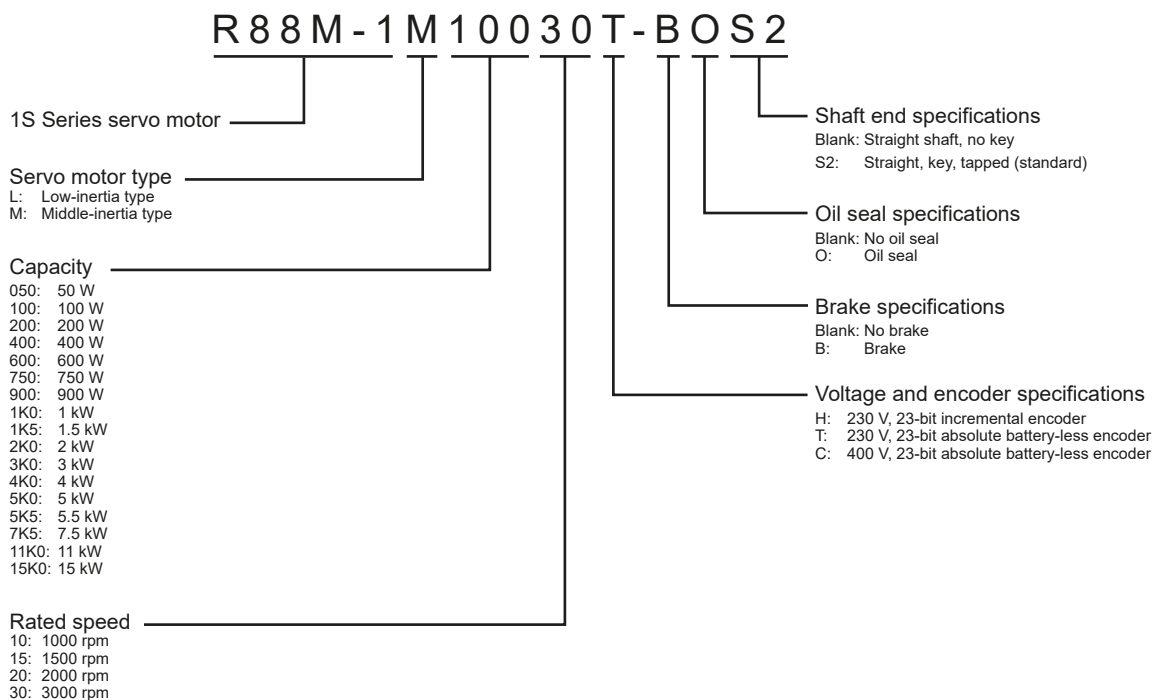 R88M-1M10030T-BOS2
1S Series servo motor
Servo motor type
L: Low-inertia type
M: Middle-inertia type
Capacity
050: 50 W
100: 100 W
200: 200 W
400: 400 W
600: 600 W
750: 750 W
900: 900 W
1K0: 1 kW
1K5: 1.5 kW
2K0: 2 kW
3K0: 3 kW
4K0: 4 kW
5K0: 5 kW
5K5: 5.5 kW
7K5: 7.5 kW
11K0: 11 kW
15K0: 15 kW
Rated speed
10: 1000 rpm
15: 1500 rpm
20: 2000 rpm
30: 3000 rpm
Shaft end specifications
Blank: Straight shaft, no key
S2: Straight, key, tapped (standard)
Oil seal specifications
Blank: No oil seal
O: Oil seal
Brake specifications
Blank: No brake
B: Brake
Voltage and encoder specifications
H: 230 V, 23-bit incremental encoder
T: 230 V, 23-bit absolute battery-less encoder
C: 400 V, 23-bit absolute battery-less encoder